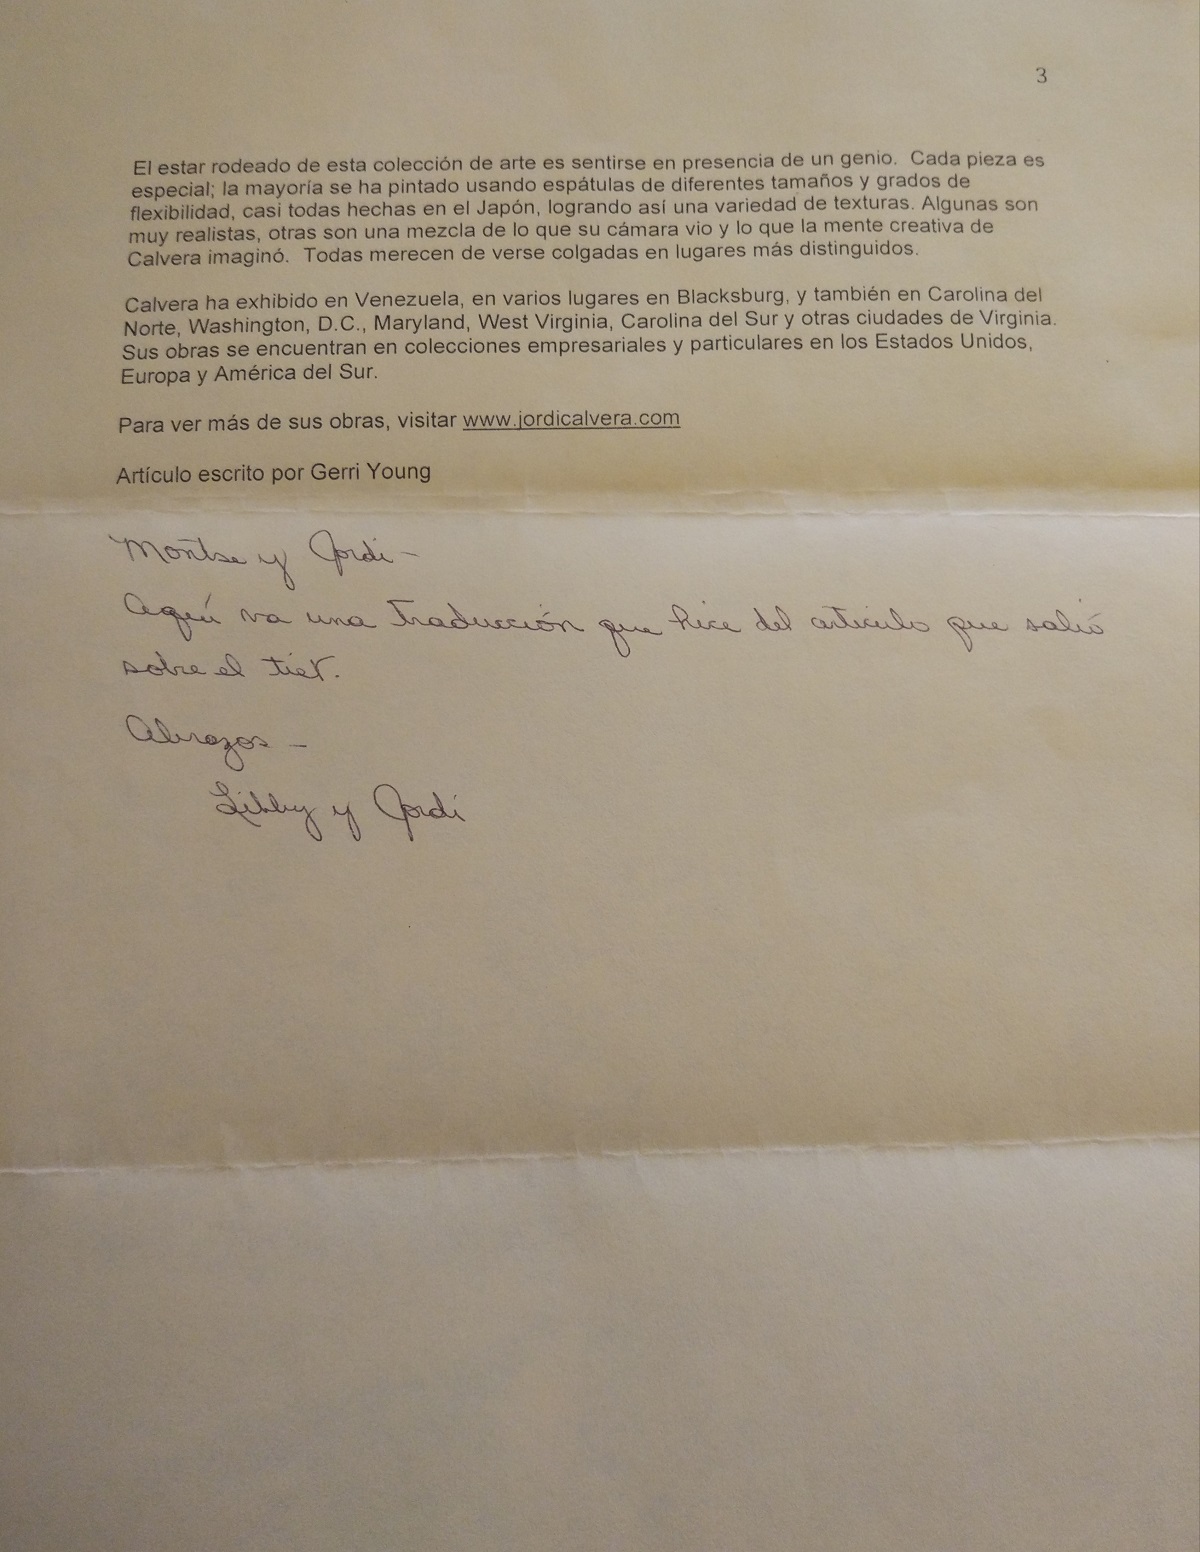 3
El estar rodeado de esta colección de arte es sentirse en presencia de un genio. Cada pieza es
especial; la mayoría se ha pintado usando espátulas de diferentes tamaños y grados de
flexibilidad, casi todas hechas en el Japón, logrando así una variedad de texturas. Algunas son
muy realistas, otras son una mezcla de lo que su cámara vio y lo que la mente creativa de
Calvera imaginó. Todas merecen de verse colgadas en lugares más distinguidos.
Calvera ha exhibido en Venezuela, en varios lugares en Blacksburg, y también en Carolina del
Norte, Washington, D.C., Maryland, West Virginia, Carolina del Sur y otras ciudades de Virginia.
Sus obras se encuentran en colecciones empresariales y particulares en los Estados Unidos,
Europa y América del Sur.
Para ver más de sus obras, visitar www.jordicalvera.com
Artículo escrito por Gerri Young
Montse y Jordi –
Aquí va una traducción que hice del artículo que salió
sobre el tiet.
Abrazos –
Libby y Jordi